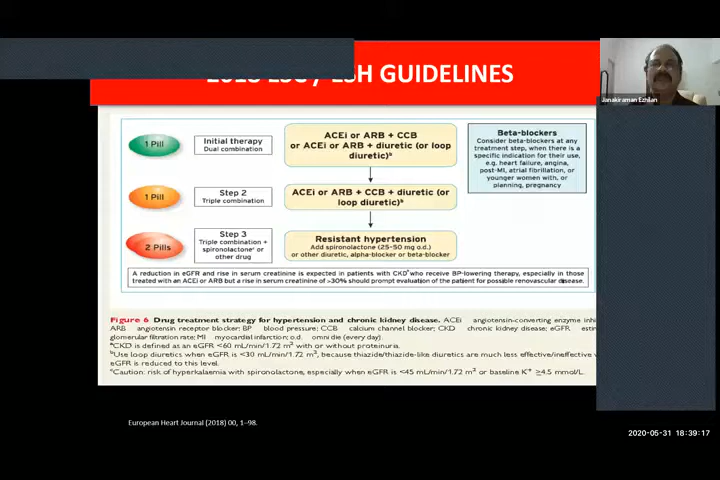 2018 ESC / ESH GUIDELINES
Janakiraman Ezhilan
1 Pill
Initial therapy
Dual combination
ACEi or ARB + CCB
or ACEi or ARB + diuretic (or loop
diuretic)ᵇ
Beta-blockers
Consider beta-blockers at any
treatment step, when there is a
specific indication for their use,
e.g. heart failure, angina,
post-MI, atrial fibrillation, or
younger women with, or
planning, pregnancy
1 Pill
Step 2
Triple combination
ACEi or ARB + CCB + diuretic (or
loop diuretic)ᵇ
2 Pills
Step 3
Triple combination +
spironolactoneᶜ or
other drug
Resistant hypertension
Add spironolactone (25–50 mg o.d.)
or other diuretic, alpha-blocker or beta-blocker
A reduction in eGFR and rise in serum creatinine is expected in patients with CKDᵃ who receive BP-lowering therapy, especially in those
treated with an ACEi or ARB but a rise in serum creatinine of >30% should prompt evaluation of the patient for possible renovascular disease.
Figure 6 Drug treatment strategy for hypertension and chronic kidney disease. ACEi angiotensin-converting enzyme inhi
ARB angiotensin receptor blocker; BP blood pressure; CCB calcium channel blocker; CKD chronic kidney disease; eGFR estir
glomerular filtration rate; MI myocardial infarction; o.d. omni die (every day).
ᵃCKD is defined as an eGFR <60 mL/min/1.72 m² with or without proteinuria.
ᵇUse loop diuretics when eGFR is <30 mL/min/1.72 m², because thiazide/thiazide-like diuretics are much less effective/ineffective w
eGFR is reduced to this level.
ᶜCaution: risk of hyperkalaemia with spironolactone, especially when eGFR is <45 mL/min/1.72 m² or baseline K⁺ ≥4.5 mmol/L.
European Heart Journal (2018) 00, 1–98.
2020-05-31 18:39:17